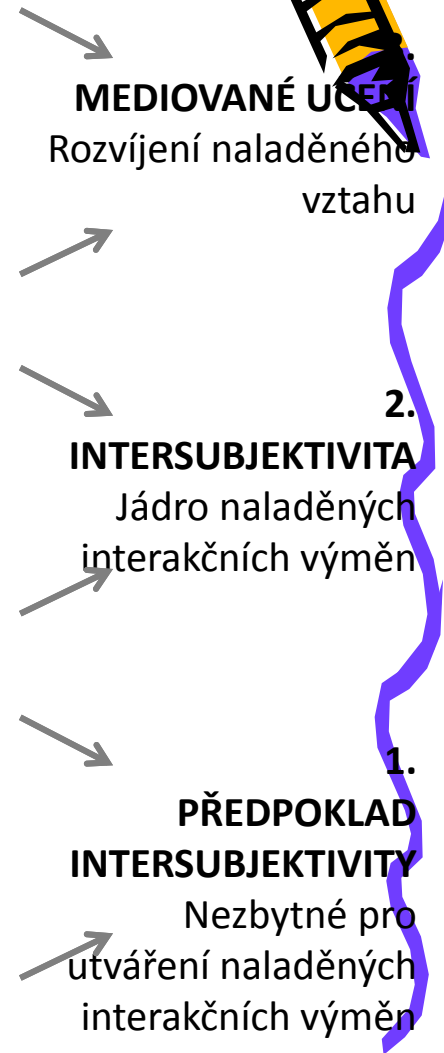 MEDIOVANÉ UČENÍ
Rozvíjení naladěného
vztahu
2.
INTERSUBJEKTIVITA
Jádro naladěných
interakčních výměn
1.
PŘEDPOKLAD
INTERSUBJEKTIVITY
Nezbytné pro
utváření naladěných
interakčních výměn